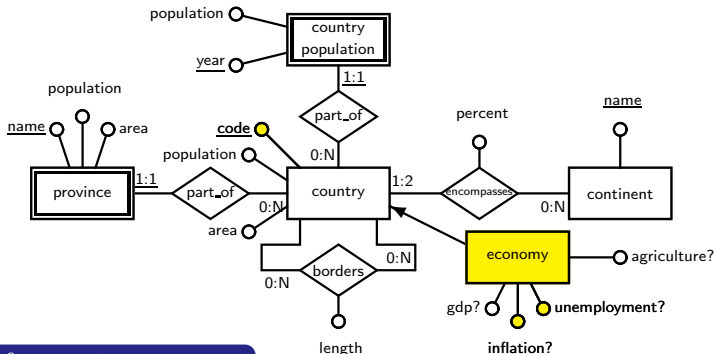 population
country
population
year
1:1
population
name
area
code
part_of
percent
name
population
0:N
province
1:1
part_of
0:N
country
1:2
encompasses
0:N
continent
area
0:N
borders
0:N
length
economy
agriculture?
gdp?
unemployment?
inflation?